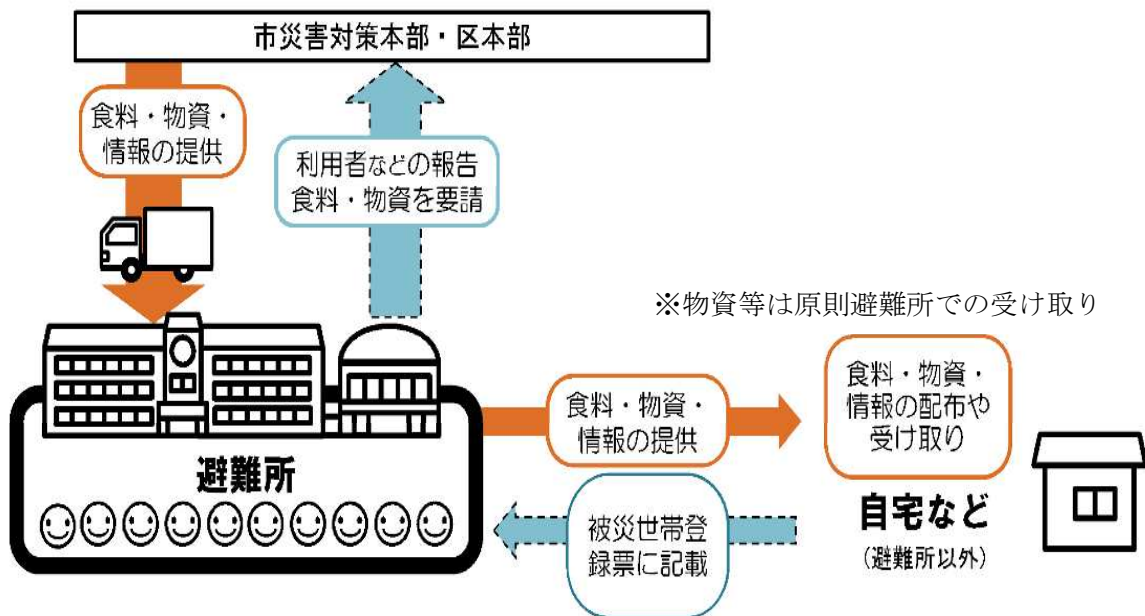 市災害対策本部・区本部
食料・物資・
情報の提供
利用者などの報告
食料・物資を要請
※物資等は原則避難所での受け取り
食料・物資・
情報の提供
食料・物資・
情報の配布や
受け取り
避難所
被災世帯登
録票に記載
自宅など
(避難所以外)